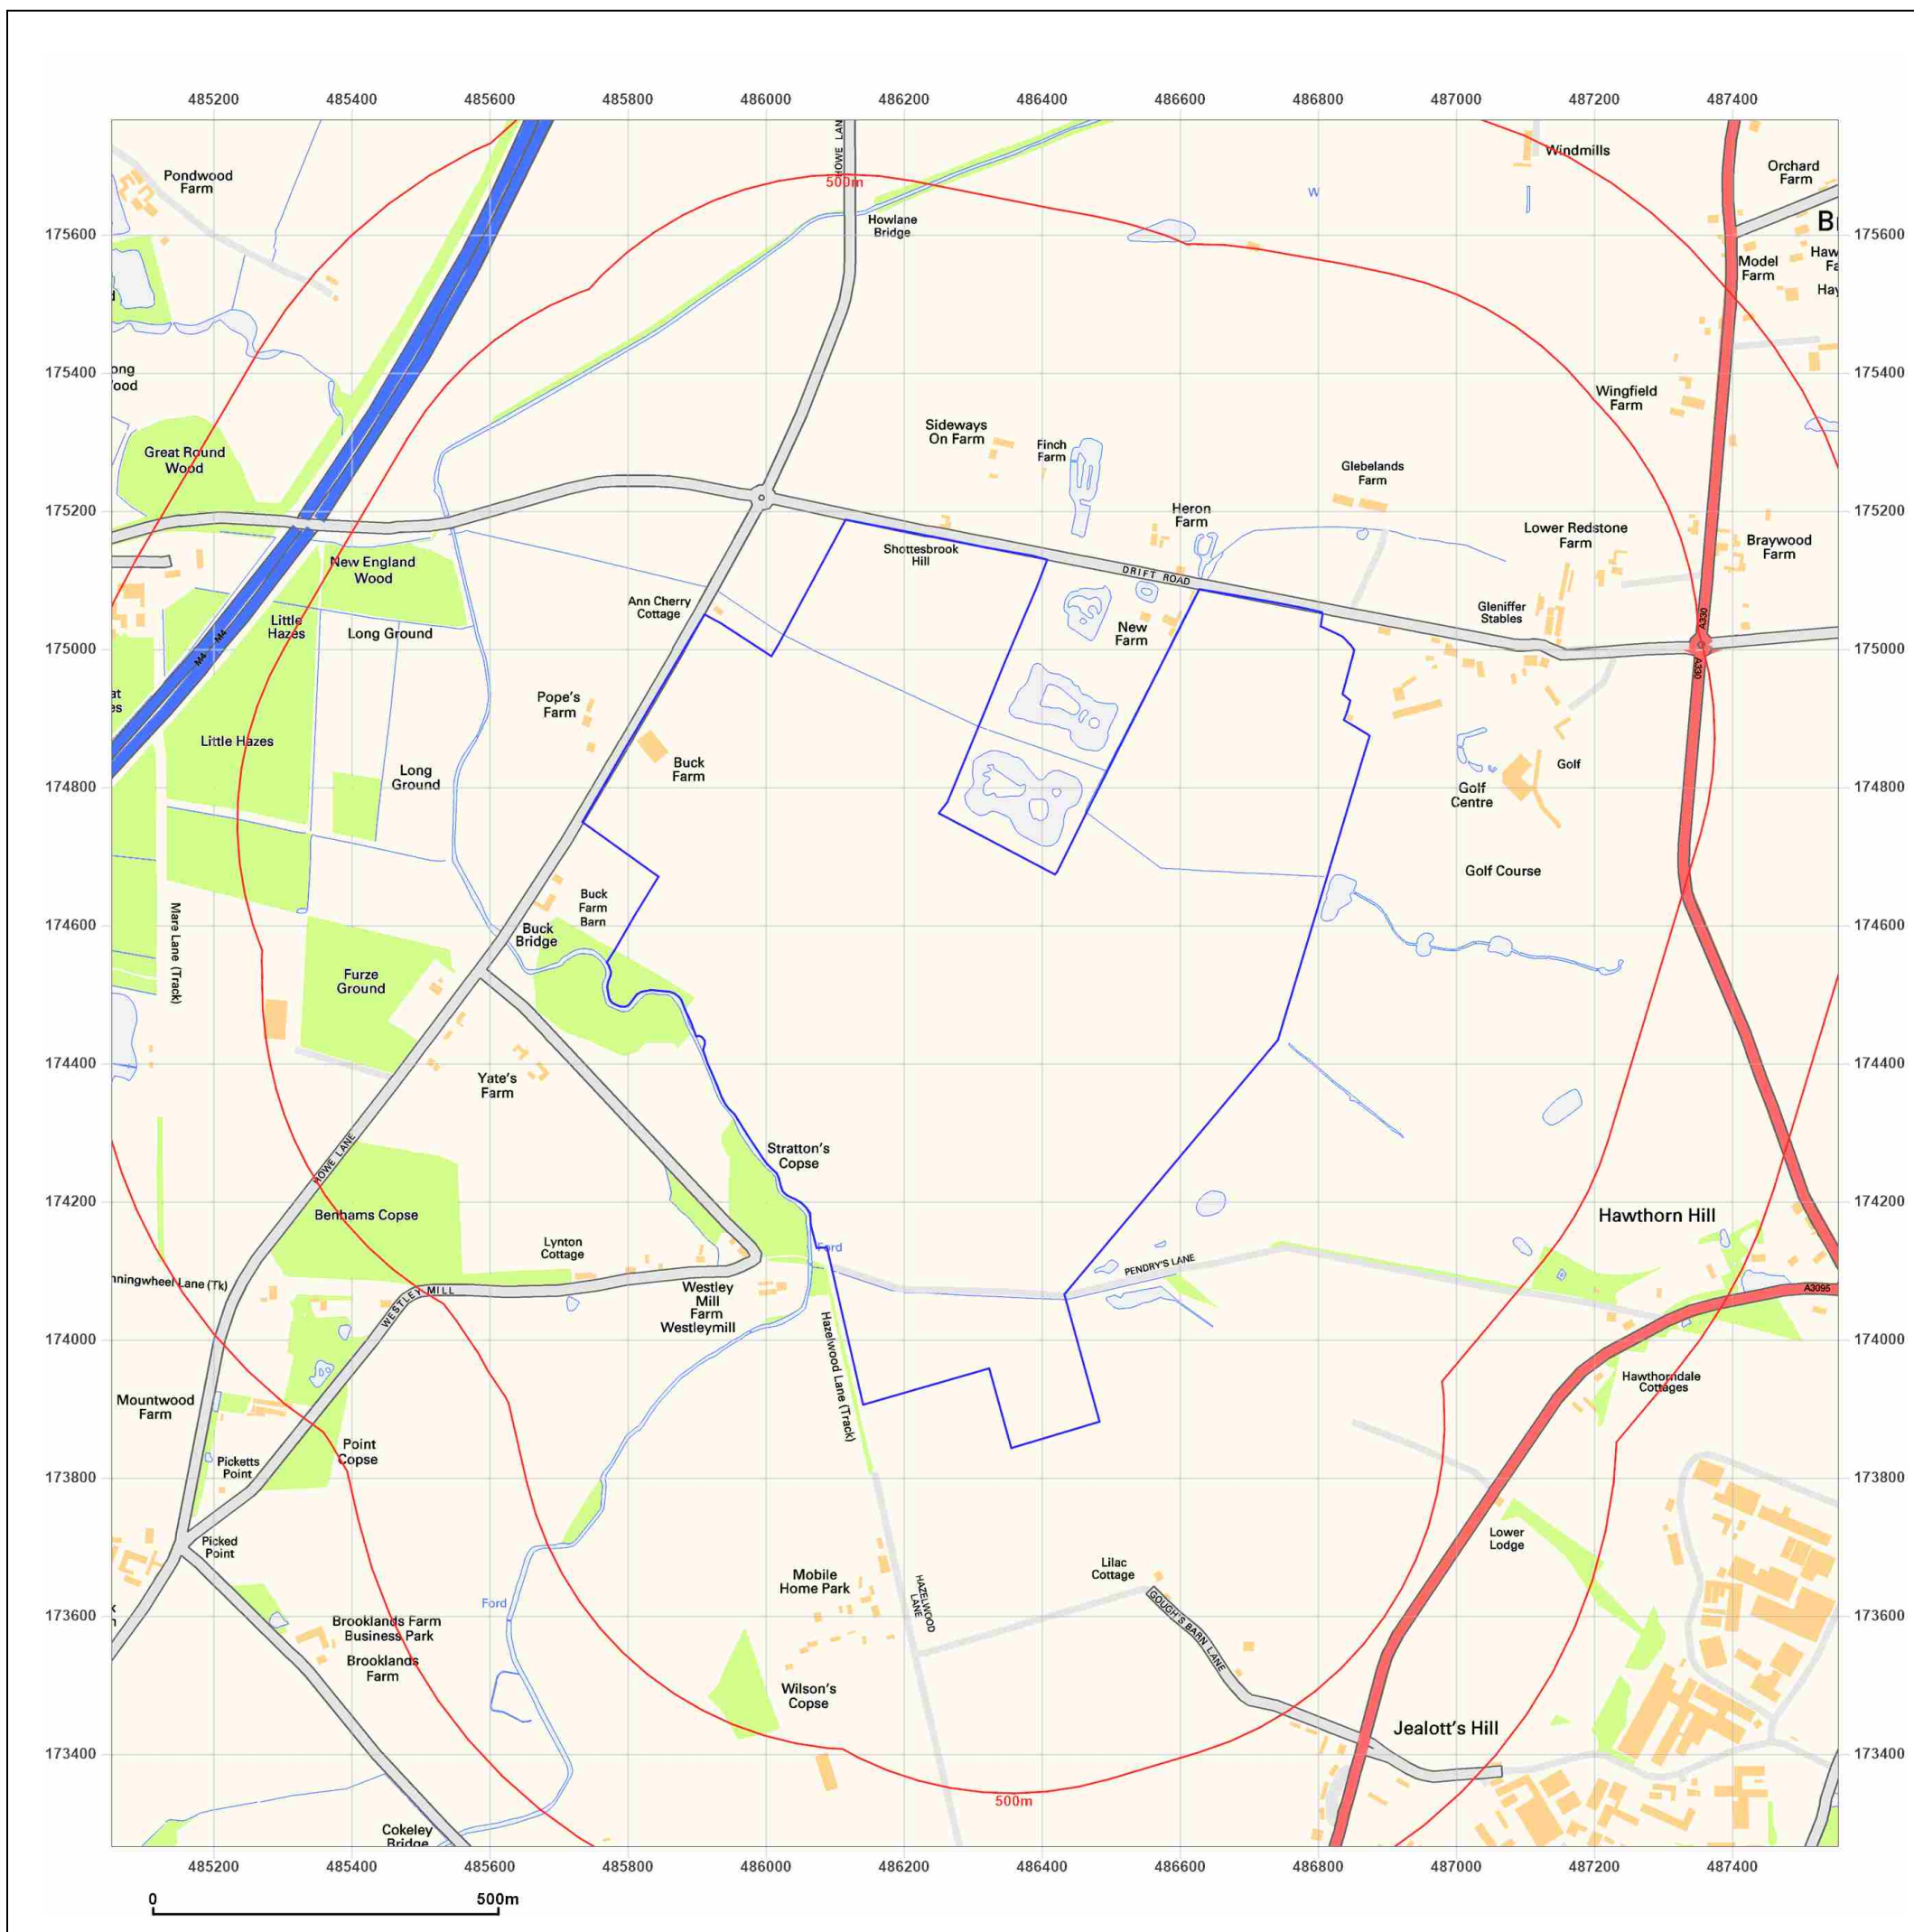 485200 485400 485600 485800 486000 486200 486400 486600 486800 487000 487200 487400
HOWE LAN
Windmills
Orchard
Farm
Pondwood
Farm
500m
W
Howlane
Bridge
175600
175600
Model
Farm
175400
175400
Wingfield
Farm
Sideways
On Farm
Finch
Farm
Great Round
Wood
Glebelands
Farm
175200
175200
Heron
Farm
Lower Redstone
Farm
Braywood
Farm
Shottesbrook
Hill
New England
Wood
DRIFT ROAD
Ann Cherry
Cottage
Little
Hazes
Long Ground
New
Farm
Gleniffer
Stables
A330
M4
M4
175000
175000
A330
Pope's
Farm
Little Hazes
Buck
Farm
Long
Ground
Golf
Golf
Centre
174800
174800
Golf Course
Buck
Farm
Barn
Mare Lane (Track)
Buck
Bridge
174600
174600
Furze
Ground
174400
174400
Yate's
Farm
HOWE LANE
Stratton's
Copse
174200
174200
Benhams Copse
Hawthorn Hill
Lynton
Cottage
Ford
PENDRY'S LANE
nningwheel Lane (Tk)
WESTLEY MILL
Westley
Mill
Farm
Westleymill
A3095
174000
174000
Hazelwood Lane (Track)
Mountwood
Farm
Hawthorndale
Cottages
Point
Copse
Picketts
Point
173800
173800
Picked
Point
Lower
Lodge
Mobile
Home Park
Lilac
Cottage
HAZELWOOD
LANE
GOUGH'S BARN LANE
Ford
173600
173600
Brooklands Farm
Business Park
Brooklands
Farm
Wilson's
Copse
Jealott's Hill
173400
173400
500m
Cokeley
Bridge
485200 485400 485600 485800 486000 486200 486400 486600 486800 487000 487200 487400
0 500m